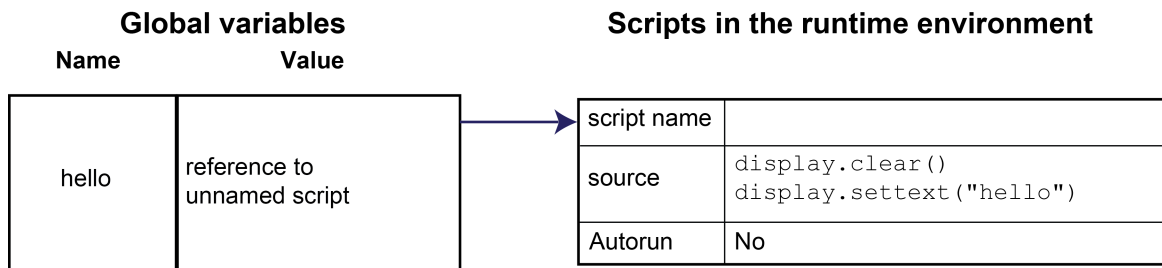 Global variables
Name Value
hello
reference to
unnamed script
Scripts in the runtime environment
script name
source
display.clear()
display.settext("hello")
Autorun No